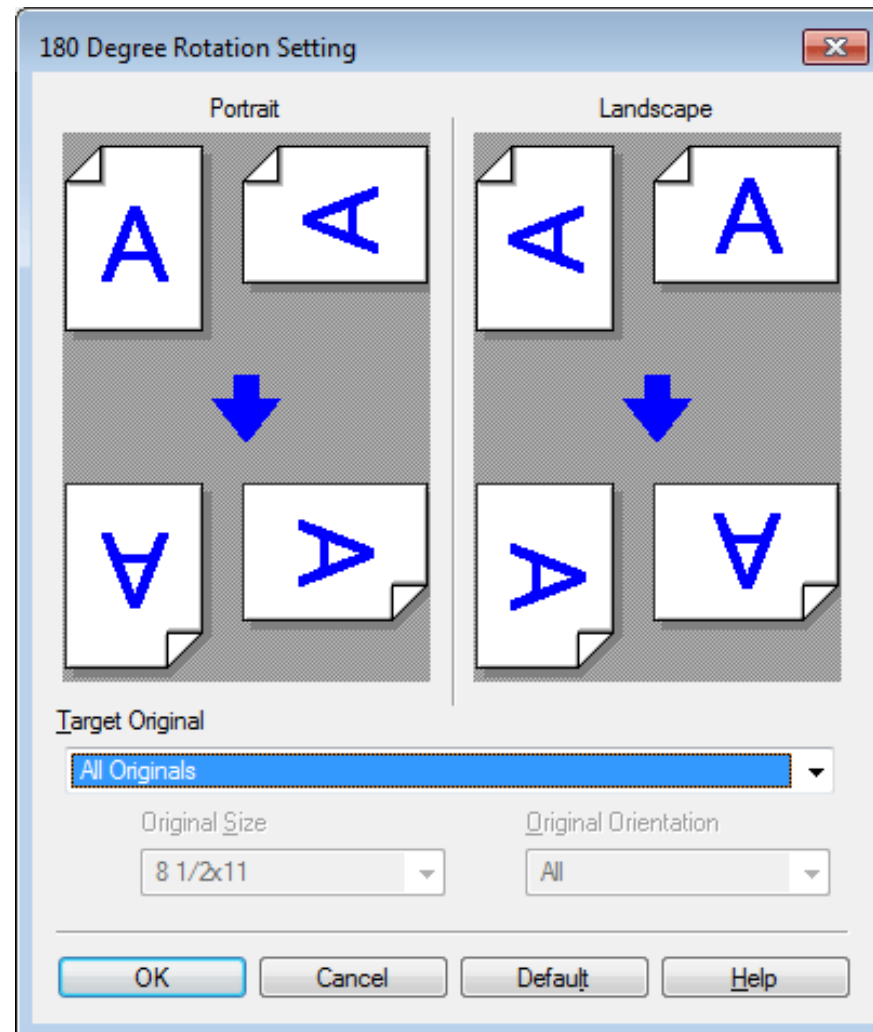 180 Degree Rotation Setting
Portrait
Landscape
A A A A
A A A A
Target Original
All Originals
Original Size
Original Orientation
8 1/2x11
All
OK
Cancel
Default
Help